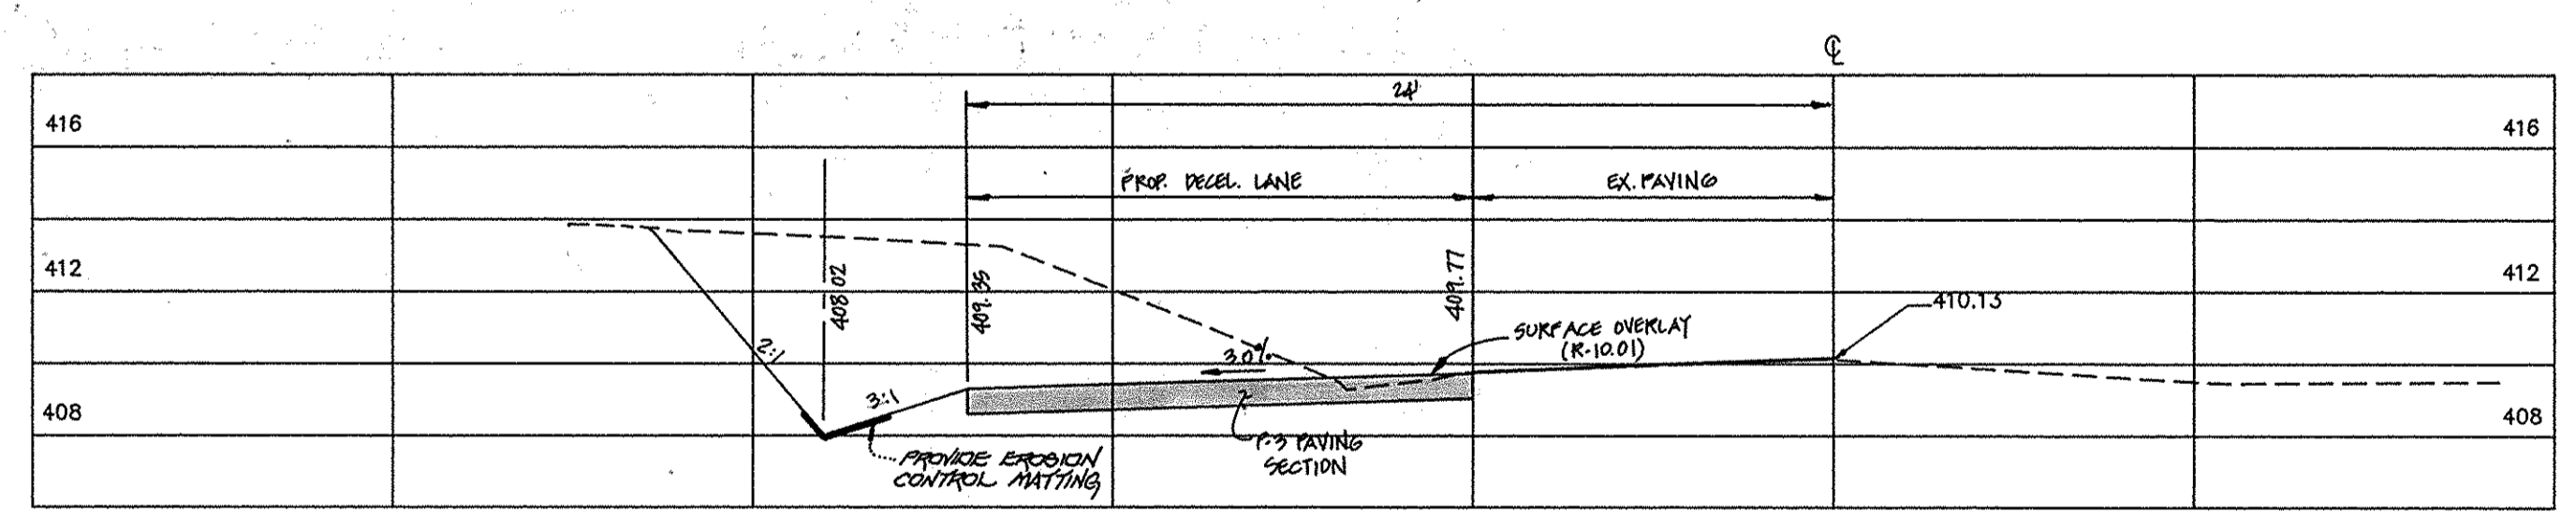 ℄
24'
416
416
PROP. DECEL. LANE
EX. PAVING
412
412
408.02
409.35
409.77
410.13
SURFACE OVERLAY
(R-10.01)
2:1
3.0%
3:1
408
408
P-3 PAVING
SECTION
PROVIDE EROSION
CONTROL MATTING